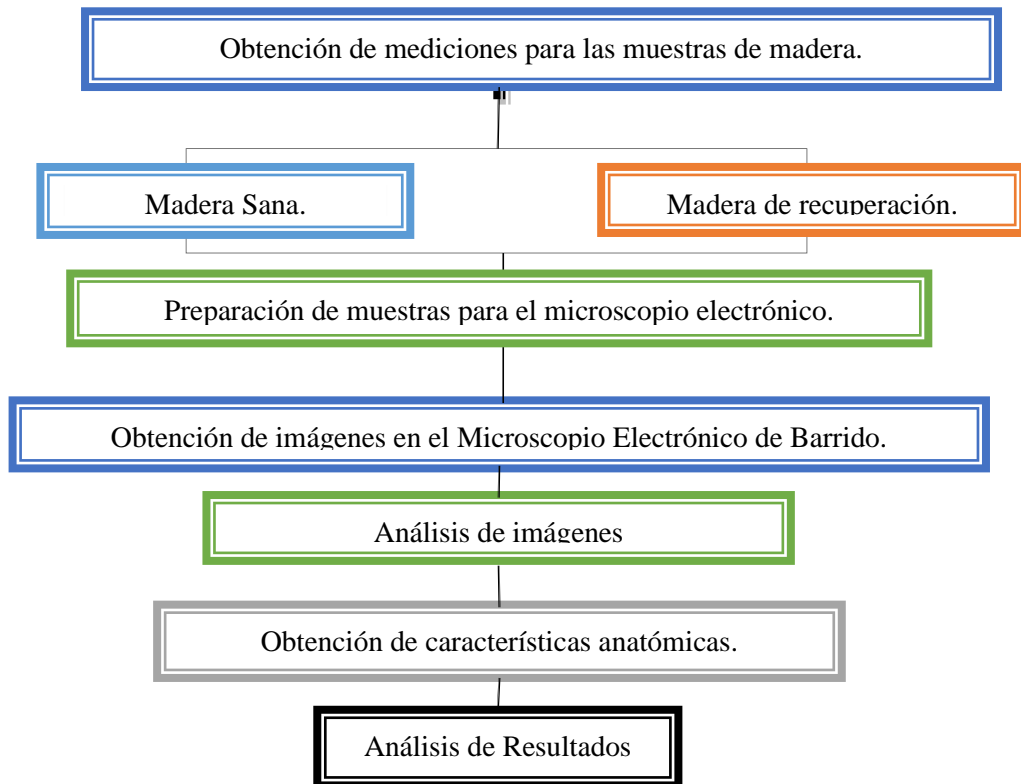 Obtención de mediciones para las muestras de madera.
Madera Sana.
Madera de recuperación.
Preparación de muestras para el microscopio electrónico.
Obtención de imágenes en el Microscopio Electrónico de Barrido.
Análisis de imágenes
Obtención de características anatómicas.
Análisis de Resultados